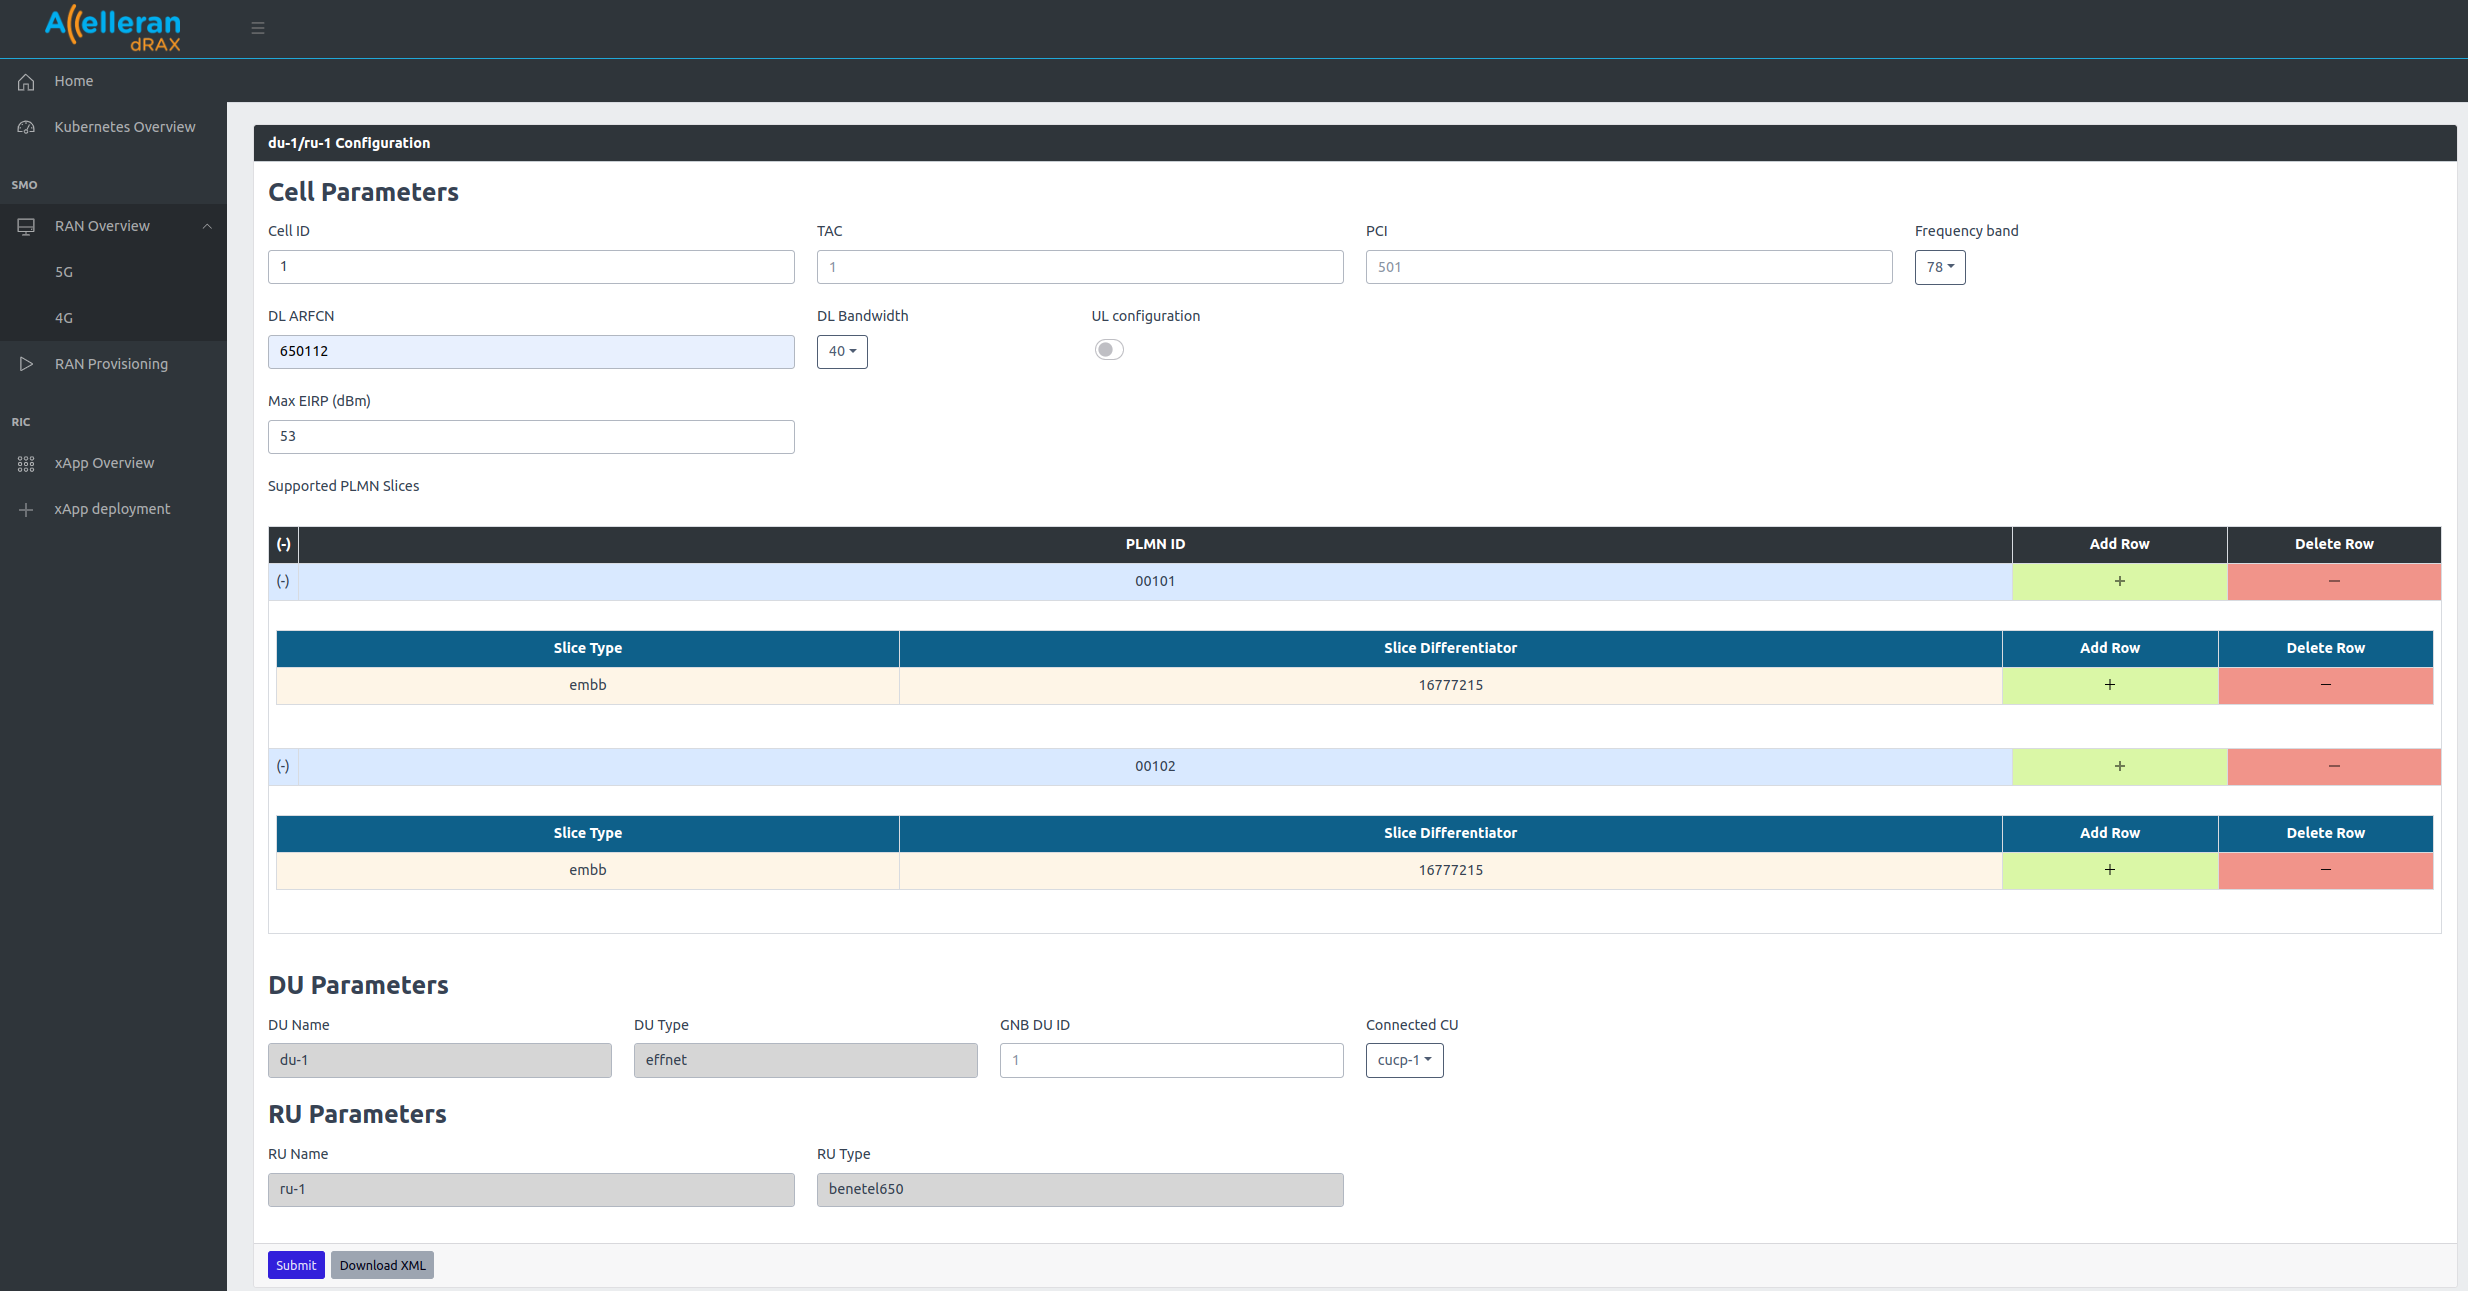 Accelleran
dRAX
Home
Kubernetes Overview
SMO
RAN Overview
5G
4G
RAN Provisioning
RIC
xApp Overview
xApp deployment
du-1/ru-1 Configuration
Cell Parameters
Cell ID TAC PCI Frequency band
1 1 501 78
DL ARFCN DL Bandwidth UL configuration
650112 40
Max EIRP (dBm)
53
Supported PLMN Slices
(-) PLMN ID Add Row Delete Row
(-) 00101 + −
Slice Type Slice Differentiator Add Row Delete Row
embb 16777215 + −
(-) 00102 + −
Slice Type Slice Differentiator Add Row Delete Row
embb 16777215 + −
DU Parameters
DU Name DU Type GNB DU ID Connected CU
du-1 effnet 1 cucp-1
RU Parameters
RU Name RU Type
ru-1 benetel650
Submit Download XML